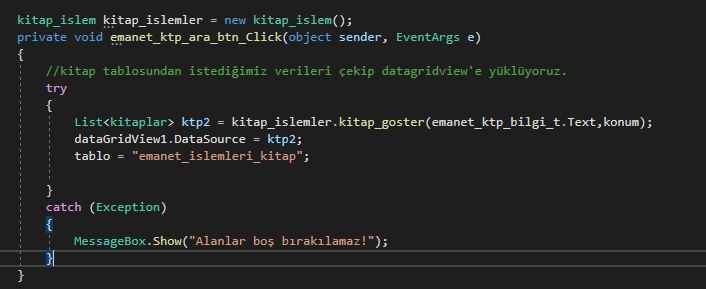 kitap_islem kitap_islemler = new kitap_islem();
private void emanet_ktp_ara_btn_Click(object sender, EventArgs e)
{
//kitap tablosundan istediğimiz verileri çekip datagridview'e yüklüyoruz.
try
{
List<kitaplar> ktp2 = kitap_islemler.kitap_goster(emanet_ktp_bilgi_t.Text,konum);
dataGridView1.DataSource = ktp2;
tablo = "emanet_islemleri_kitap";
}
catch (Exception)
{
MessageBox.Show("Alanlar boş bırakılamaz!");
}
}